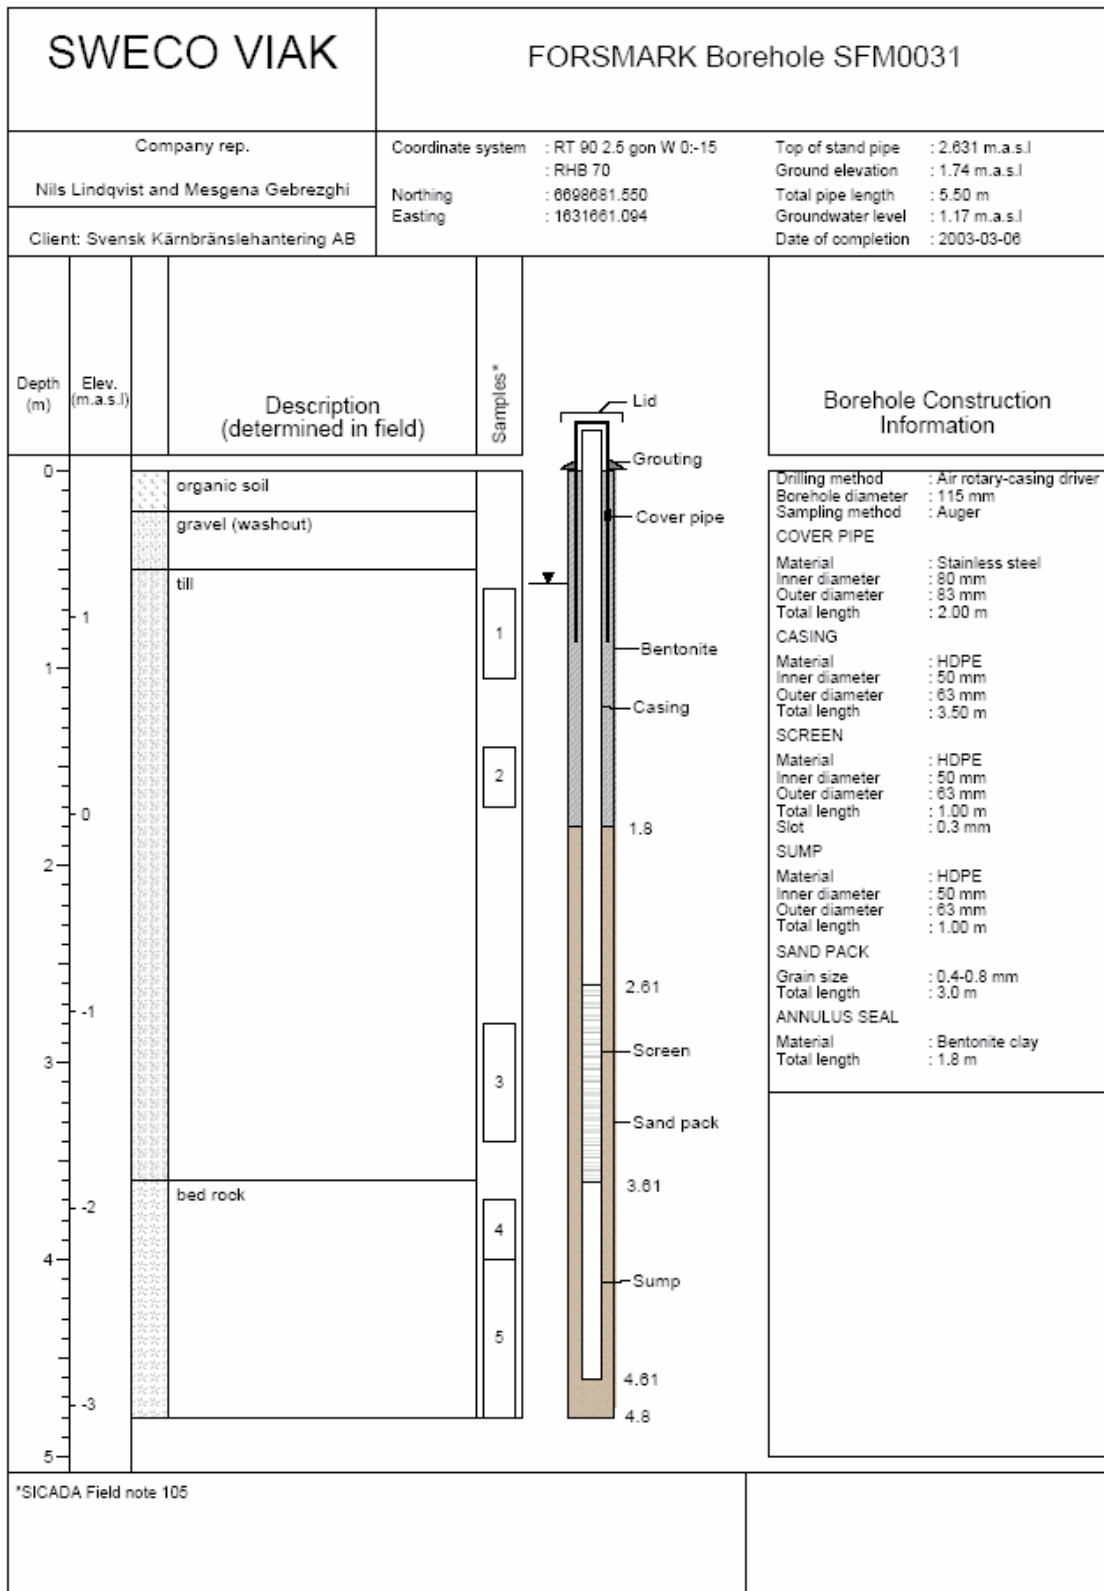 SWECO VIAK
FORSMARK Borehole SFM0031
Company rep.
Nils Lindqvist and Mesgena Gebrezghi
Client: Svensk Kärnbränslehantering AB
Coordinate system : RT 90 2.5 gon W 0:-15
: RHB 70
Northing : 6698681.550
Easting : 1631661.094
Top of stand pipe : 2.631 m.a.s.l
Ground elevation : 1.74 m.a.s.l
Total pipe length : 5.50 m
Groundwater level : 1.17 m.a.s.l
Date of completion : 2003-03-06
Depth
(m)
Elev.
(m.a.s.l)
Description
(determined in field)
Samples*
Borehole Construction
Information
0
1
2
3
4
5
1
0
-1
-2
-3
organic soil
gravel (washout)
till
bed rock
1
2
3
4
5
Lid
Grouting
Cover pipe
Bentonite
Casing
1.8
2.61
Screen
Sand pack
3.61
Sump
4.61
4.8
Drilling method : Air rotary-casing driver
Borehole diameter : 115 mm
Sampling method : Auger
COVER PIPE
Material : Stainless steel
Inner diameter : 80 mm
Outer diameter : 83 mm
Total length : 2.00 m
CASING
Material : HDPE
Inner diameter : 50 mm
Outer diameter : 63 mm
Total length : 3.50 m
SCREEN
Material : HDPE
Inner diameter : 50 mm
Outer diameter : 63 mm
Total length : 1.00 m
Slot : 0.3 mm
SUMP
Material : HDPE
Inner diameter : 50 mm
Outer diameter : 63 mm
Total length : 1.00 m
SAND PACK
Grain size : 0.4-0.8 mm
Total length : 3.0 m
ANNULUS SEAL
Material : Bentonite clay
Total length : 1.8 m
*SICADA Field note 105